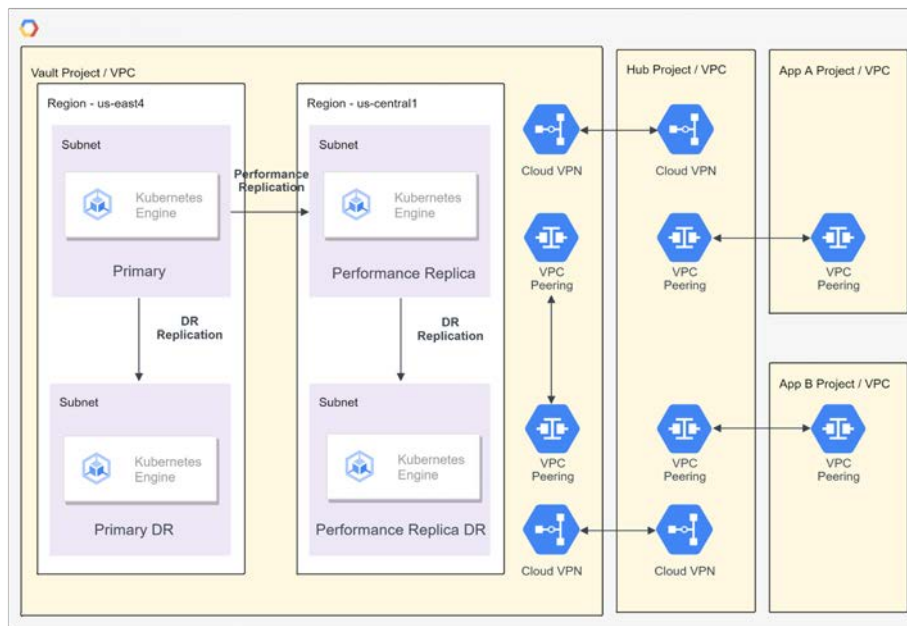 Vault Project / VPC
Region - us-east4
Subnet
Kubernetes
Engine
Primary
DR
Replication
Subnet
Kubernetes
Engine
Primary DR
Performance
Replication
Region - us-central1
Subnet
Kubernetes
Engine
Performance Replica
DR
Replication
Subnet
Kubernetes
Engine
Performance Replica DR
Cloud VPN
VPC
Peering
VPC
Peering
Cloud VPN
Hub Project / VPC
Cloud VPN
VPC
Peering
VPC
Peering
Cloud VPN
App A Project / VPC
VPC
Peering
App B Project / VPC
VPC
Peering